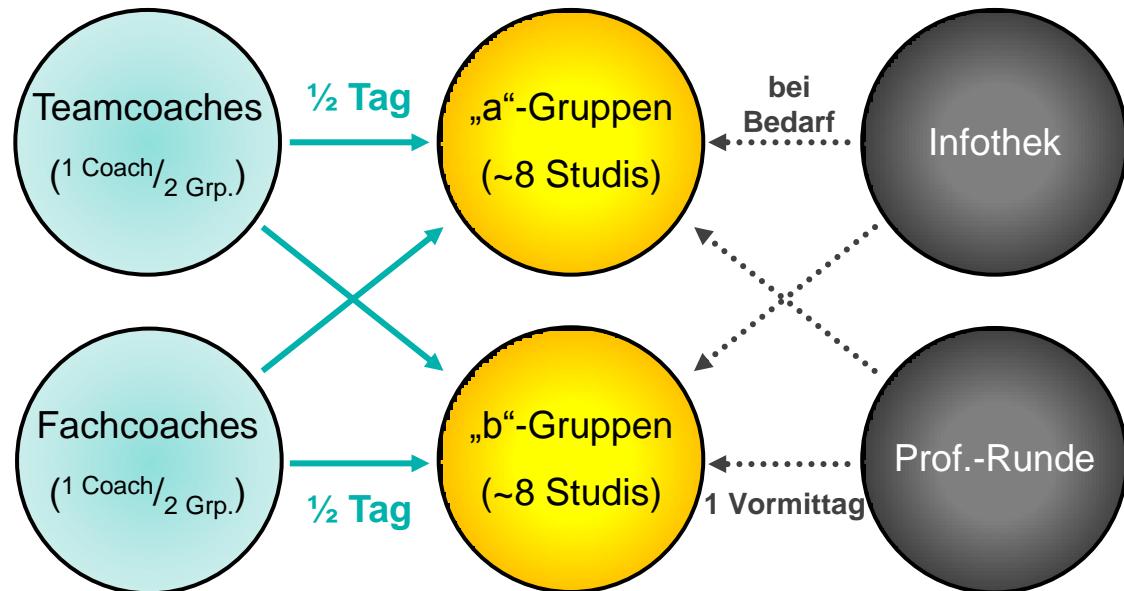 Teamcoaches
(1 Coach/2 Grp.)
½ Tag
„a“-Gruppen
(~8 Studis)
bei
Bedarf
Infothek
Fachcoaches
(1 Coach/2 Grp.)
½ Tag
„b“-Gruppen
(~8 Studis)
1 Vormittag
Prof.-Runde